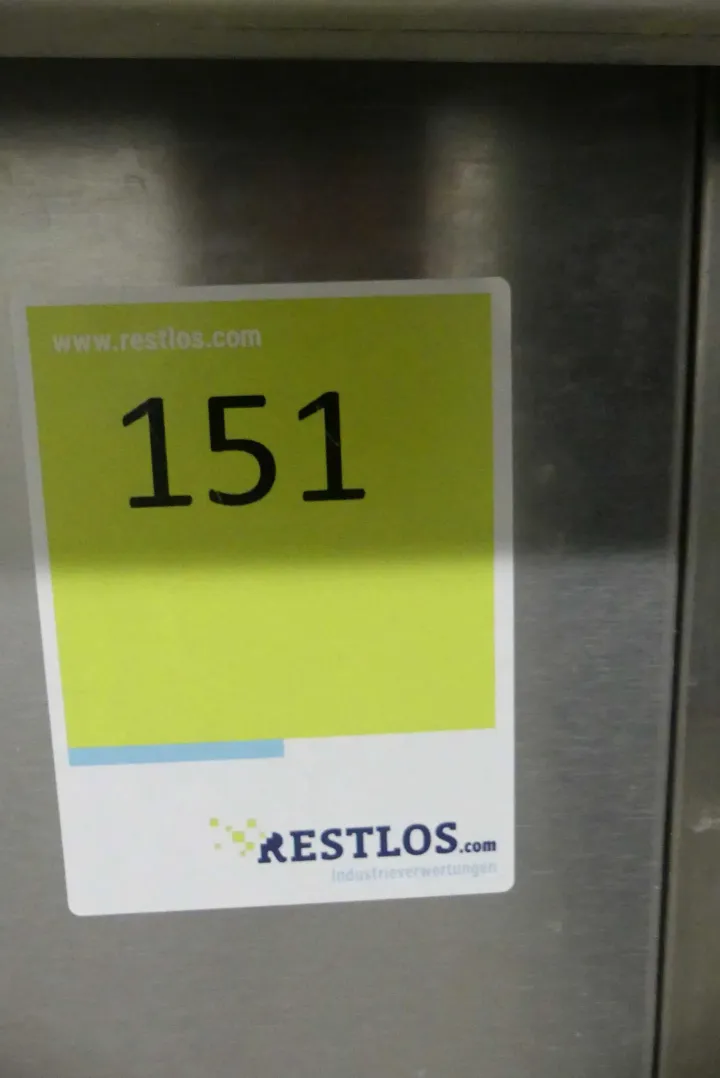 www.restlos.com
151
RESTLOS.com
Industrieverwertungen